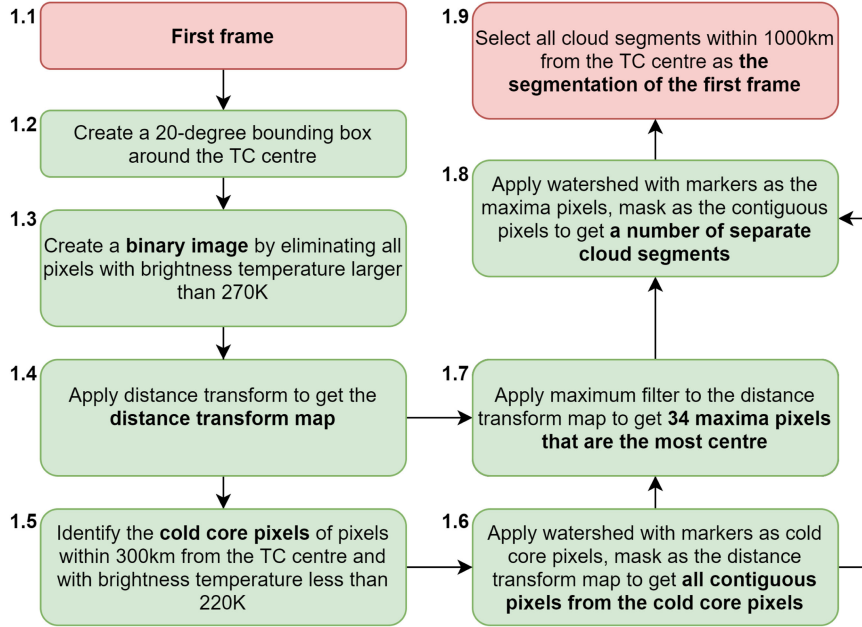 1.1
First frame
1.2
Create a 20-degree bounding box
around the TC centre
1.3
Create a binary image by eliminating all
pixels with brightness temperature larger
than 270K
1.4
Apply distance transform to get the
distance transform map
1.5
Identify the cold core pixels of pixels
within 300km from the TC centre and
with brightness temperature less than
220K
1.6
Apply watershed with markers as cold
core pixels, mask as the distance
transform map to get all contiguous
pixels from the cold core pixels
1.7
Apply maximum filter to the distance
transform map to get 34 maxima pixels
that are the most centre
1.8
Apply watershed with markers as the
maxima pixels, mask as the contiguous
pixels to get a number of separate
cloud segments
1.9
Select all cloud segments within 1000km
from the TC centre as the
segmentation of the first frame